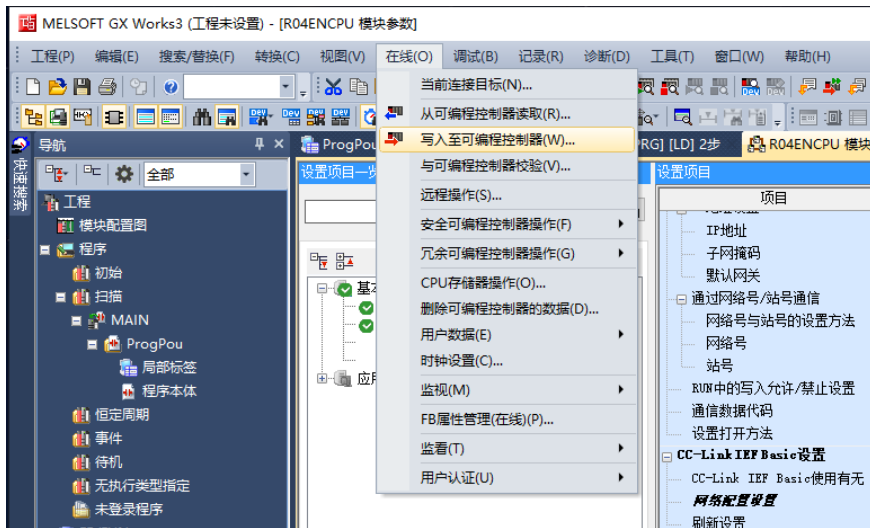 MELSOFT GX Works3 (工程未设置) - [R04ENCPU 模块参数]
工程(P) 编辑(E) 搜索/替换(F) 转换(C) 视图(V) 在线(O) 调试(B) 记录(R) 诊断(D) 工具(T) 窗口(W) 帮助(H)
当前连接目标(N)...
从可编程控制器读取(R)...
写入至可编程控制器(W)...
与可编程控制器校验(V)...
远程操作(S)...
安全可编程控制器操作(F)
冗余可编程控制器操作(G)
CPU存储器操作(O)...
删除可编程控制器的数据(D)...
用户数据(E)
时钟设置(C)...
监视(M)
FB属性管理(在线)(P)...
监看(T)
用户认证(U)
导航
全部
工程
模块配置图
程序
初始
扫描
MAIN
ProgPou
局部标签
程序本体
恒定周期
事件
待机
无执行类型指定
未登录程序
ProgPou
PRG] [LD] 2步
R04ENCPU 模块
设置项目一
基本
应用
设置项目
项目
IP地址
子网掩码
默认网关
通过网络号/站号通信
网络号与站号的设置方法
网络号
站号
RUN中的写入允许/禁止设置
通信数据代码
设置打开方法
CC-Link IEF Basic设置
CC-Link IEF Basic使用有无
网络配置设置
刷新设置